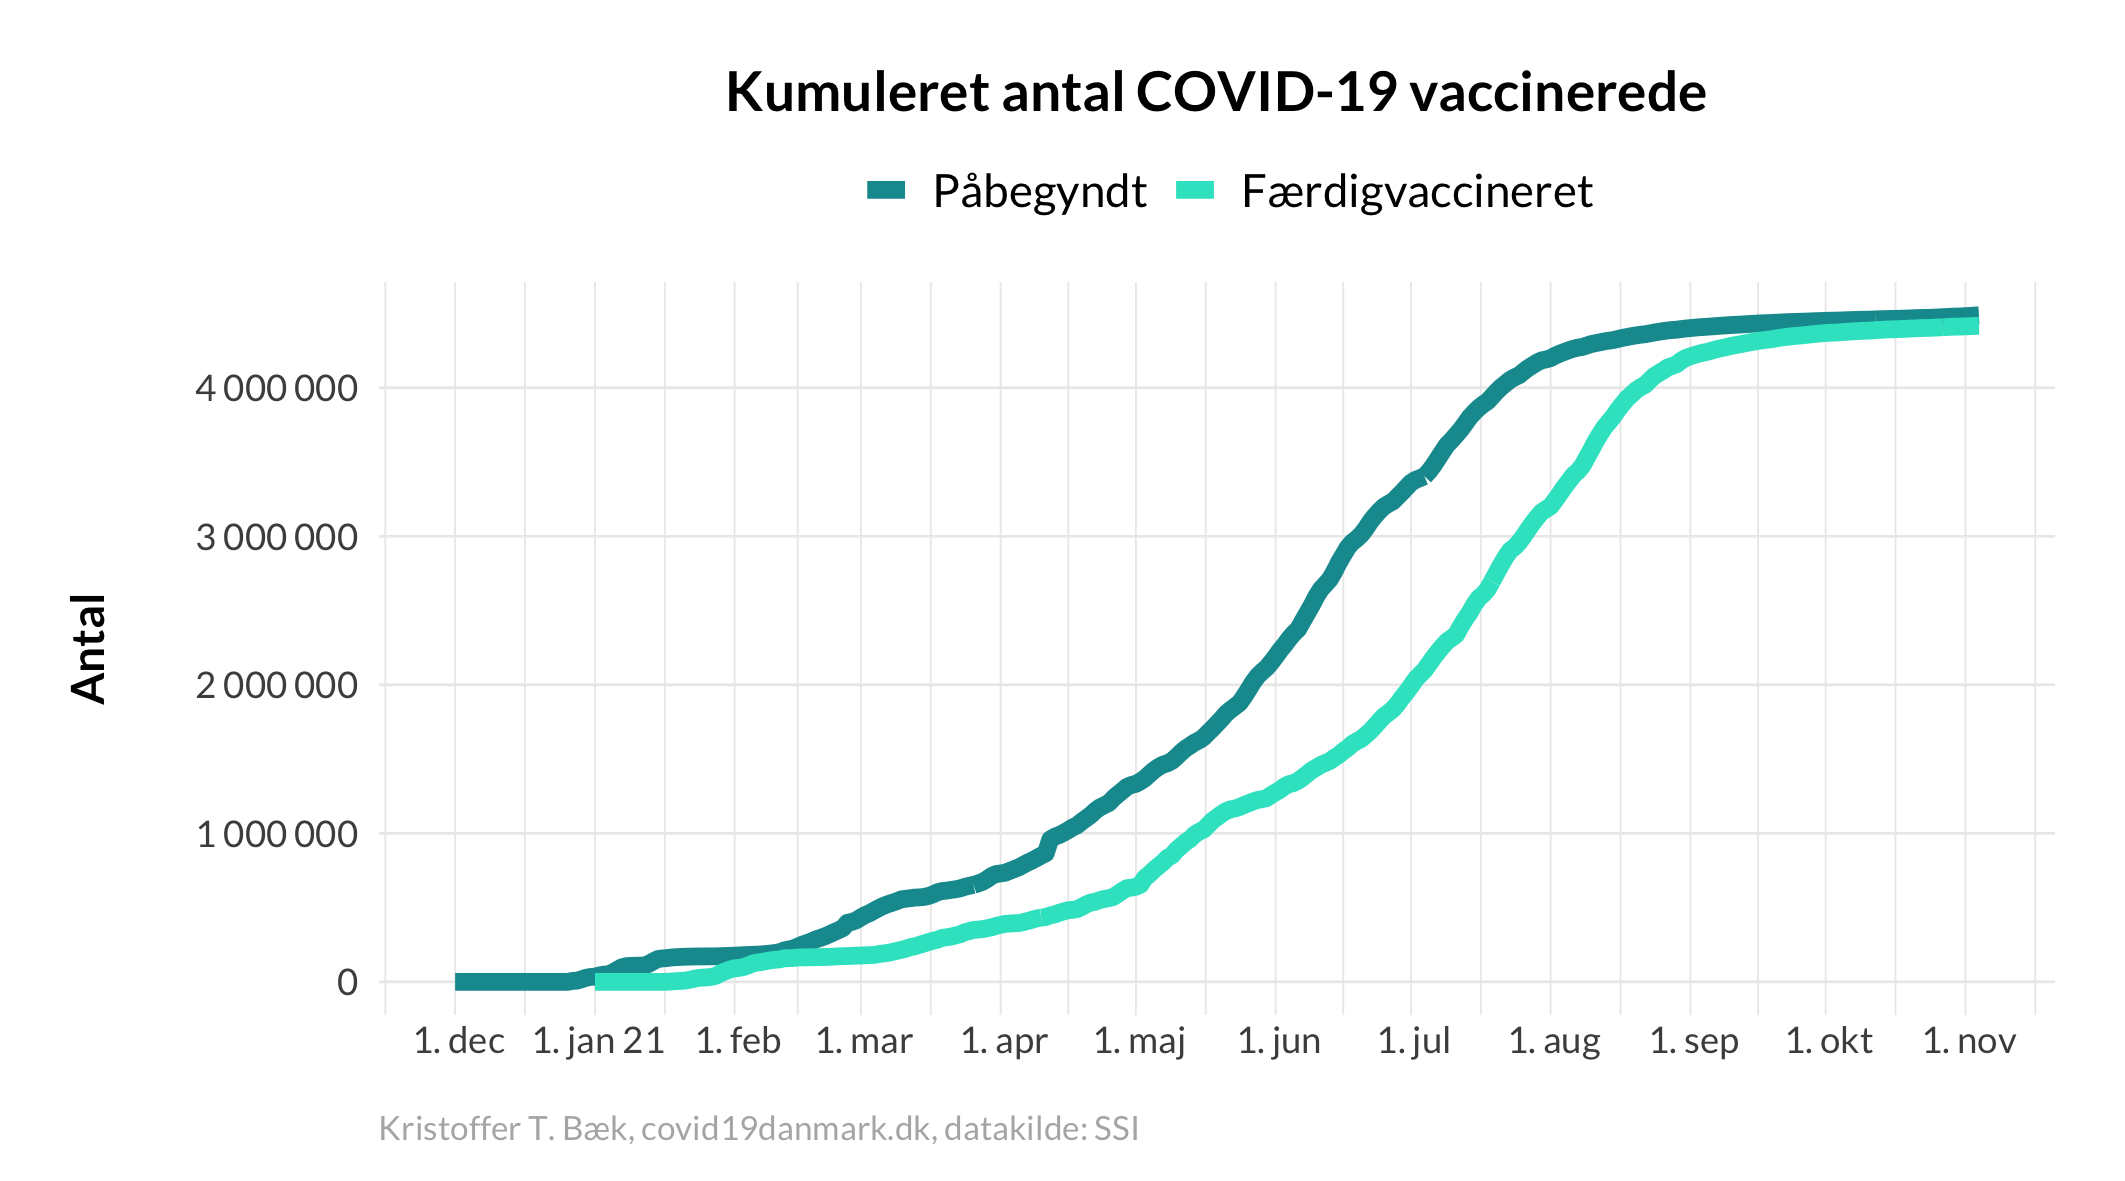 Kumuleret antal COVID-19 vaccinerede
Påbegyndt Færdigvaccineret
Antal
4 000 000
3 000 000
2 000 000
1 000 000
0
1. dec 1. jan 21 1. feb 1. mar 1. apr 1. maj 1. jun 1. jul 1. aug 1. sep 1. okt 1. nov
Kristoffer T. Bæk, covid19danmark.dk, datakilde: SSI